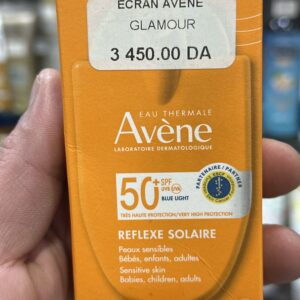 ECRAN AVENE
GLAMOUR
3 450.00 DA
EAU THERMALE
Avène
LABORATOIRE DERMATOLOGIQUE
50+ SPF
UVB UVA
BLUE LIGHT
PARTENAIRE / PARTNER
TRÈS HAUTE PROTECTION/VERY HIGH PROTECTION
REFLEXE SOLAIRE
Peaux sensibles
Bébés, enfants, adultes
Sensitive skin
Babies, children, adults